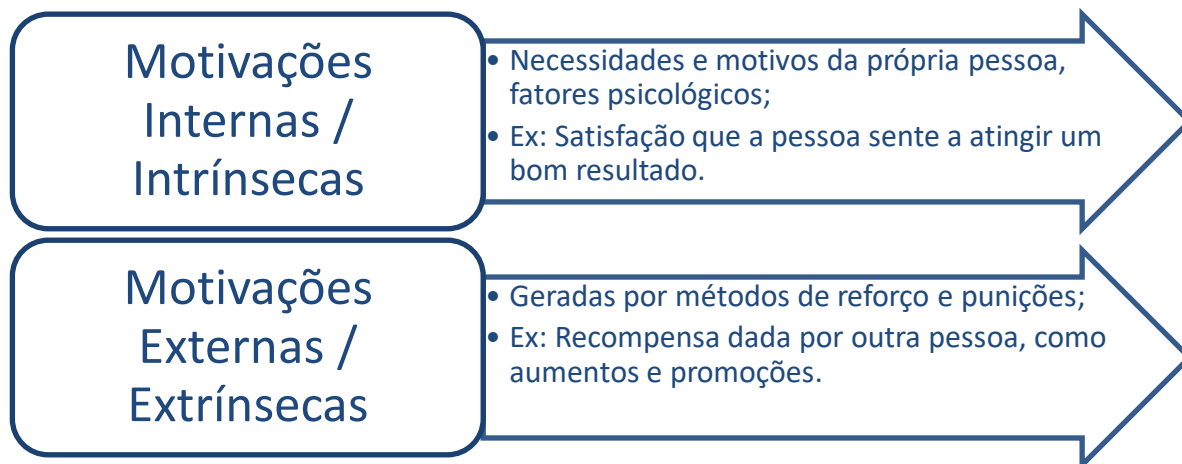 Motivações
Internas /
Intrínsecas
• Necessidades e motivos da própria pessoa,
fatores psicológicos;
• Ex: Satisfação que a pessoa sente a atingir um
bom resultado.
Motivações
Externas /
Extrínsecas
• Geradas por métodos de reforço e punições;
• Ex: Recompensa dada por outra pessoa, como
aumentos e promoções.